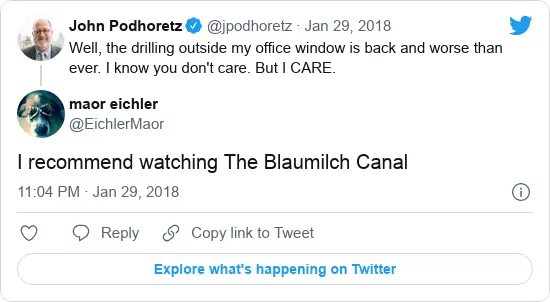 John Podhoretz @jpodhoretz · Jan 29, 2018
Well, the drilling outside my office window is back and worse than
ever. I know you don't care. But I CARE.
maor eichler
@EichlerMaor
I recommend watching The Blaumilch Canal
11:04 PM · Jan 29, 2018
Reply
Copy link to Tweet
Explore what's happening on Twitter